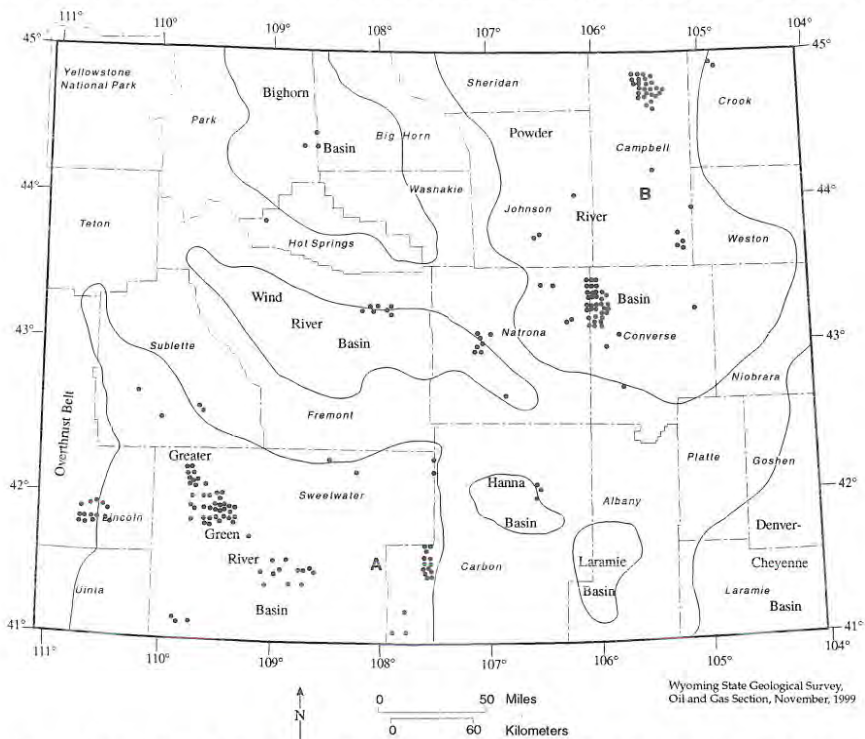 111° 110° 109° 108° 107° 106° 105° 104°
45° 45°
Yellowstone
National Park
Sheridan
Crook
Bighorn
Park
Big Horn
Powder
Basin
Campbell
Washakie
44° B 44°
Teton
Johnson
River
Weston
Hot Springs
Wind
Basin
River
43° Natrona 43°
Basin
Converse
Sublette
Niobrara
Overthrust Belt
Fremont
Greater
Platte
Goshen
42° Sweetwater Hanna Albany 42°
Lincoln
Basin
Denver-
Green
River
A
Carbon
Laramie
Cheyenne
Basin
Laramie
Uinta
Basin
Basin
41° 41°
111° 110° 109° 108° 107° 106° 105° 104°
N
0 50 Miles
0 60 Kilometers
Wyoming State Geological Survey,
Oil and Gas Section, November, 1999